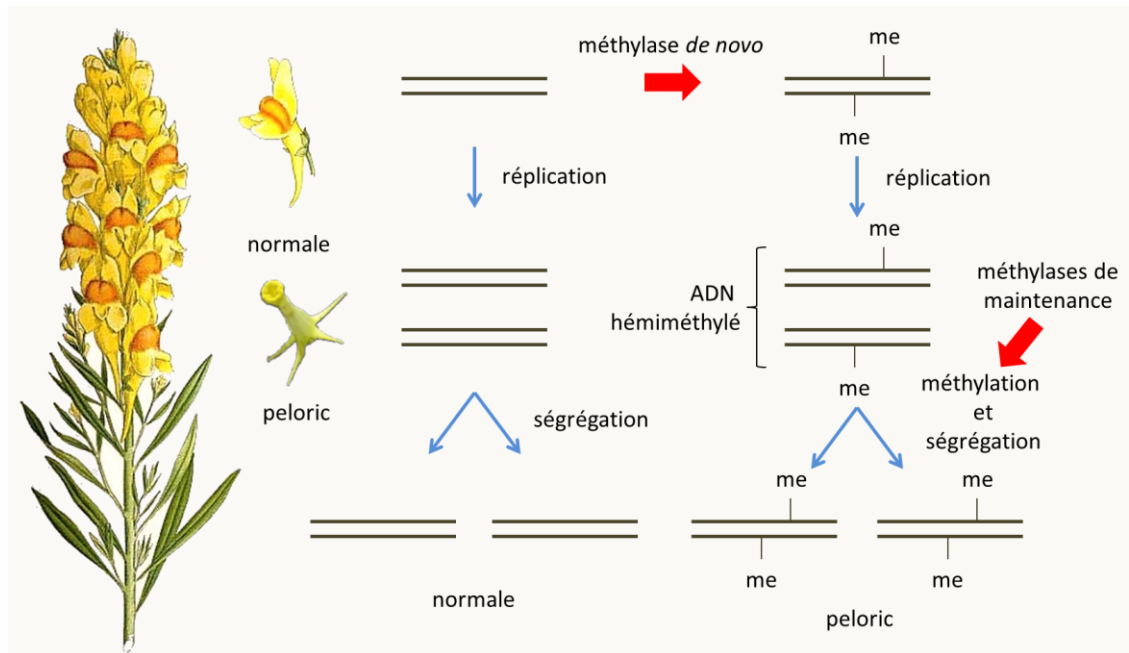 méthylase de novo
me
me
réplication
réplication
normale
me
ADN
hémiméthylé
méthylases de
maintenance
me
méthylation
et
ségrégation
peloric
ségrégation
me
me
me
me
normale
peloric